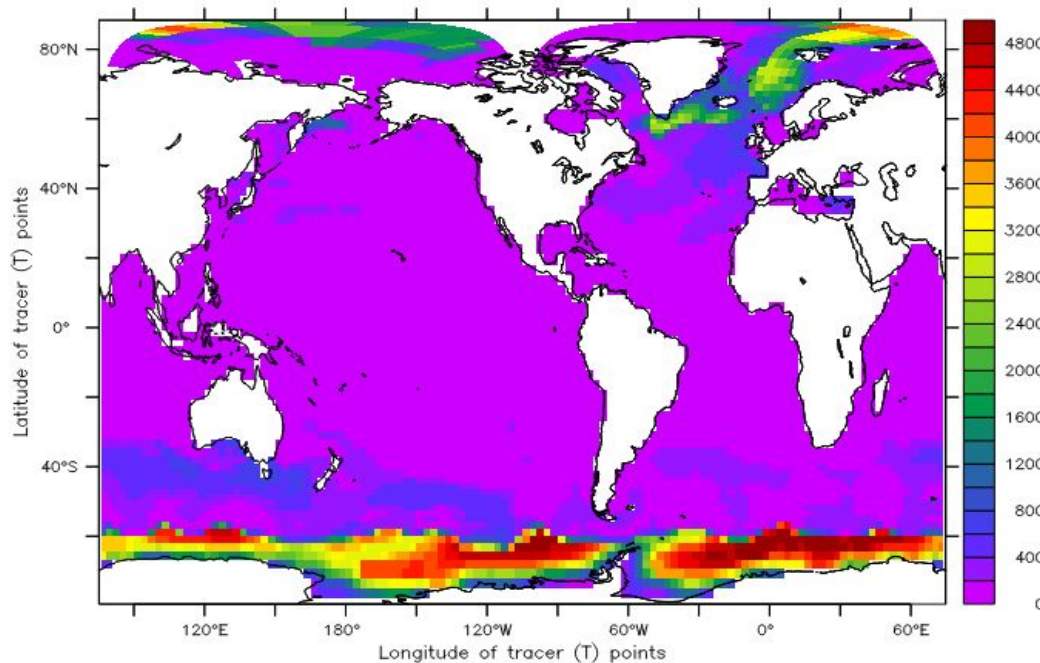 80°N
40°N
0°
40°S
Latitude of tracer (T) points
120°E 180° 120°W 60°W 0° 60°E
Longitude of tracer (T) points
4800
4400
4000
3600
3200
2800
2400
2000
1600
1200
800
400
0